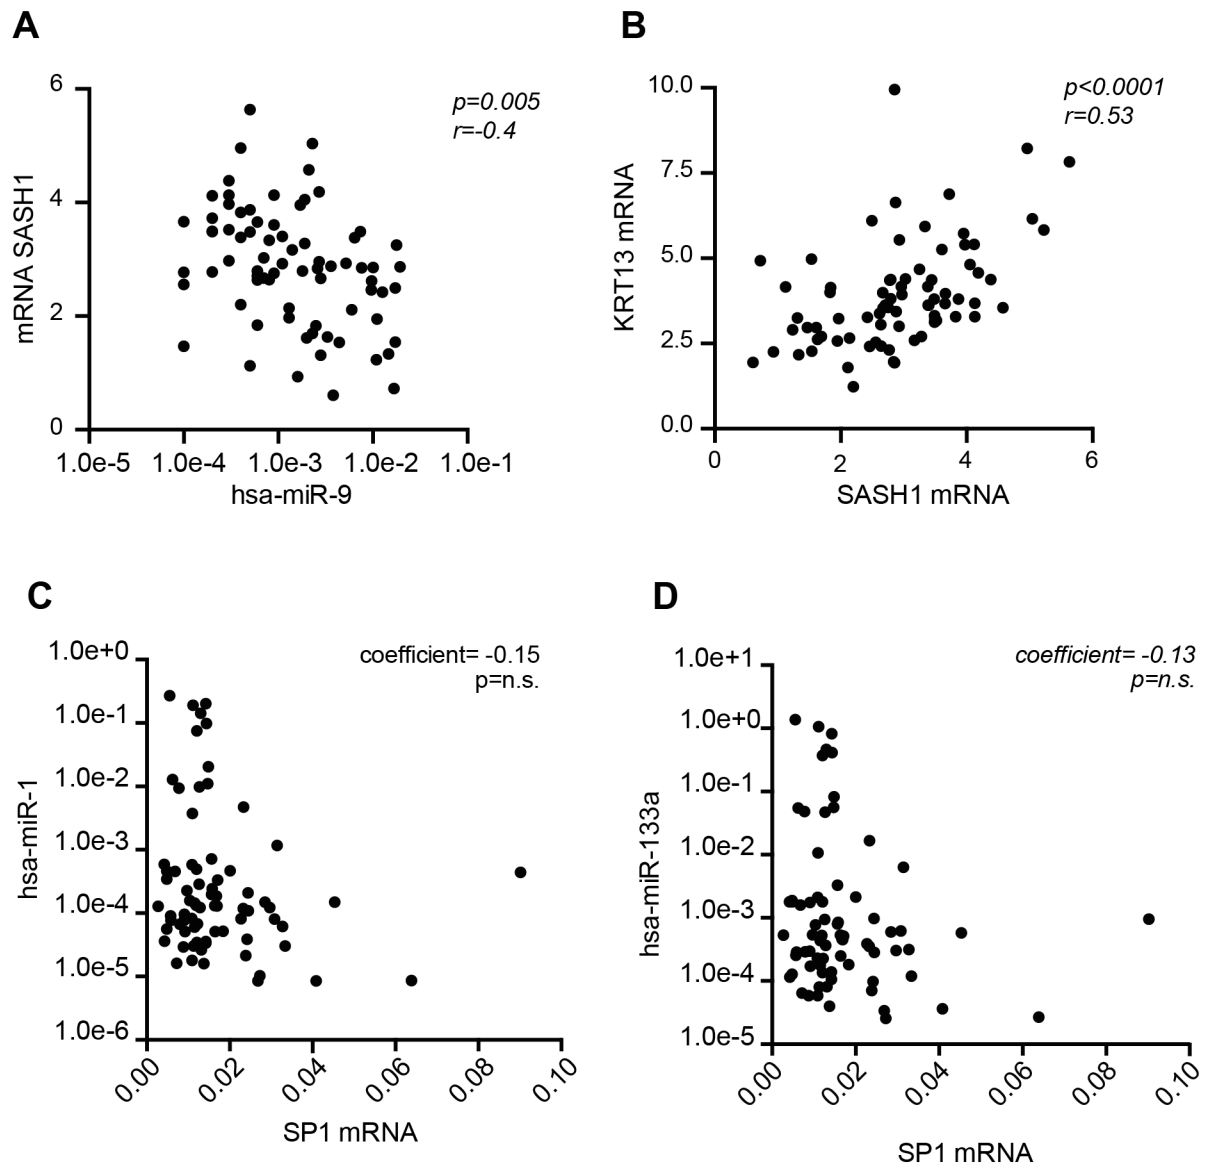 A
p=0.005
r=-0.4
mRNA SASH1
6
4
2
0
1.0e-5 1.0e-4 1.0e-3 1.0e-2 1.0e-1
hsa-miR-9
B
p<0.0001
r=0.53
KRT13 mRNA
10.0
7.5
5.0
2.5
0.0
0 2 4 6
SASH1 mRNA
C
coefficient= -0.15
p=n.s.
hsa-miR-1
1.0e+0
1.0e-1
1.0e-2
1.0e-3
1.0e-4
1.0e-5
1.0e-6
0.00 0.02 0.04 0.06 0.08 0.10
SP1 mRNA
D
coefficient= -0.13
p=n.s.
hsa-miR-133a
1.0e+1
1.0e+0
1.0e-1
1.0e-2
1.0e-3
1.0e-4
1.0e-5
0.00 0.02 0.04 0.06 0.08 0.10
SP1 mRNA